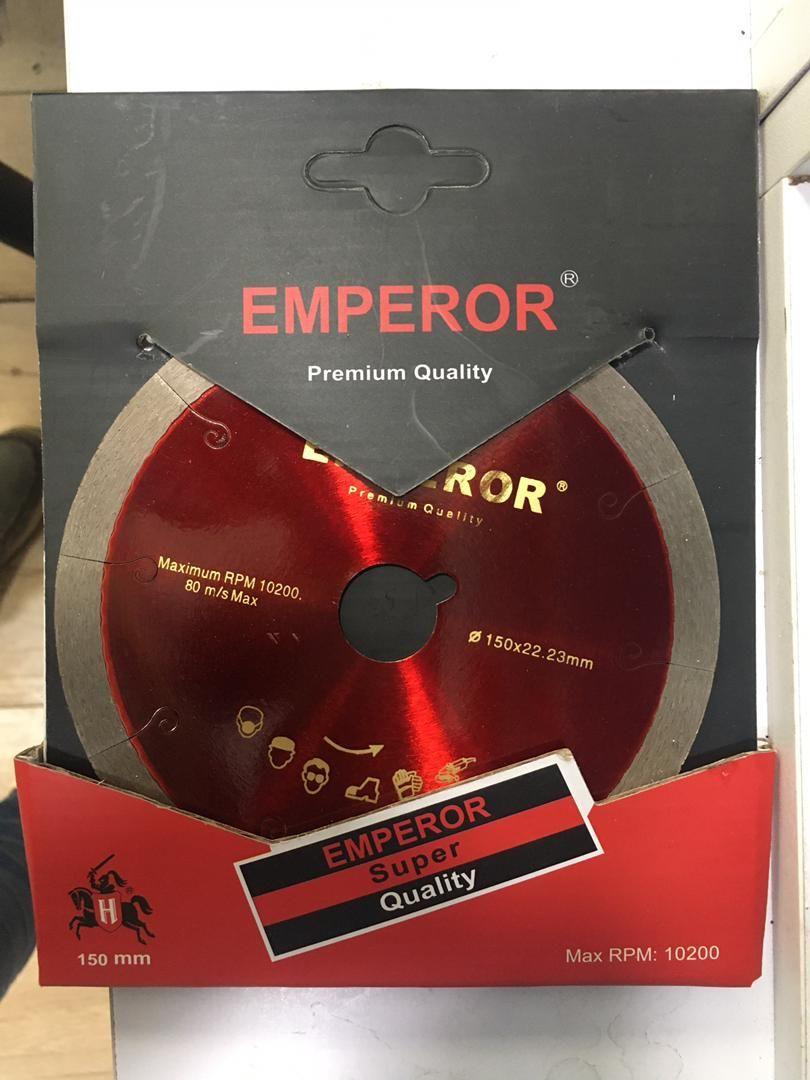 EMPEROR®
Premium Quality
EROR®
Premium Quality
Maximum RPM 10200.
80 m/s Max
Ø 150x22.23mm
EMPEROR
Super
Quality
H
®
150 mm
Max RPM: 10200